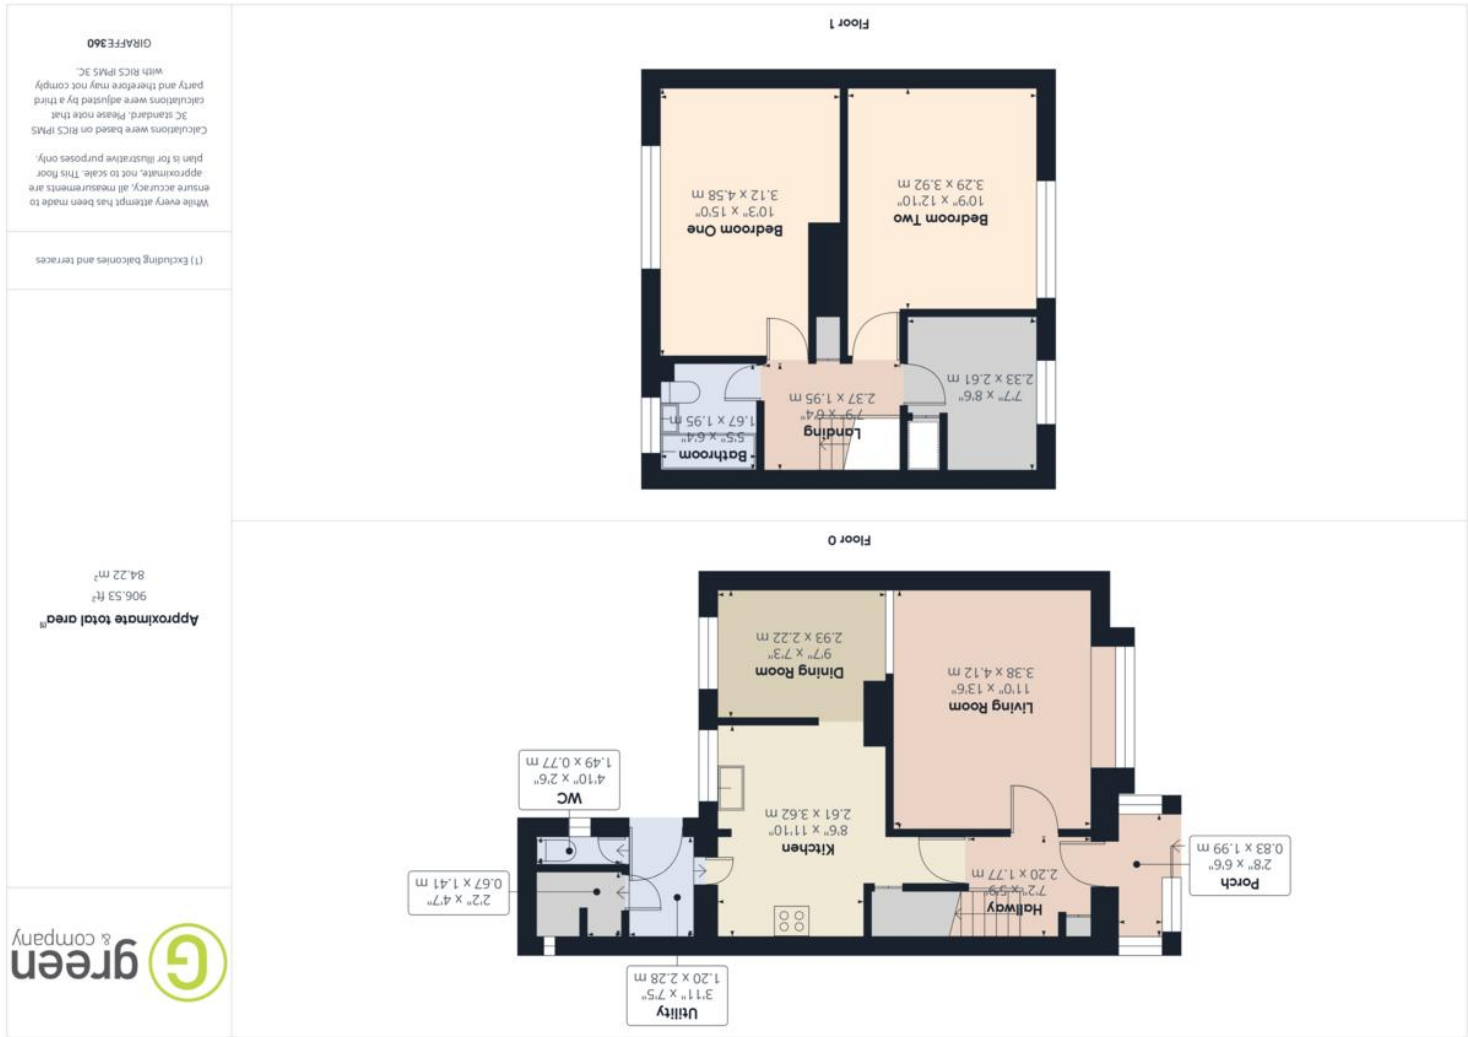 Utility
3'11" x 7'5"
1.20 x 2.28 m
Hallway
7'2" x 5'9"
2.20 x 1.77 m
Porch
2'8" x 6'6"
0.83 x 1.99 m
2'2" x 4'7"
0.67 x 1.41 m
Kitchen
8'6" x 11'10"
2.61 x 3.62 m
WC
4'10" x 2'6"
1.49 x 0.77 m
Living Room
11'0" x 13'6"
3.38 x 4.12 m
Dining Room
9'7" x 7'3"
2.93 x 2.22 m
Floor 0
Bathroom
5'5" x 6'4"
1.67 x 1.95 m
Landing
7'9" x 6'4"
2.37 x 1.95 m
7'7" x 8'6"
2.33 x 2.61 m
Bedroom Two
10'9" x 12'10"
3.29 x 3.92 m
Bedroom One
10'3" x 15'0"
3.12 x 4.58 m
Floor 1
G green
& company
Approximate total area⁽¹⁾
906.53 ft²
84.22 m²
(1) Excluding balconies and terraces
While every attempt has been made to
ensure accuracy, all measurements are
approximate, not to scale. This floor
plan is for illustrative purposes only.
Calculations were based on RICS IPMS
3C standard. Please note that
calculations were adjusted by a third
party and therefore may not comply
with RICS IPMS 3C.
GIRAFFE360